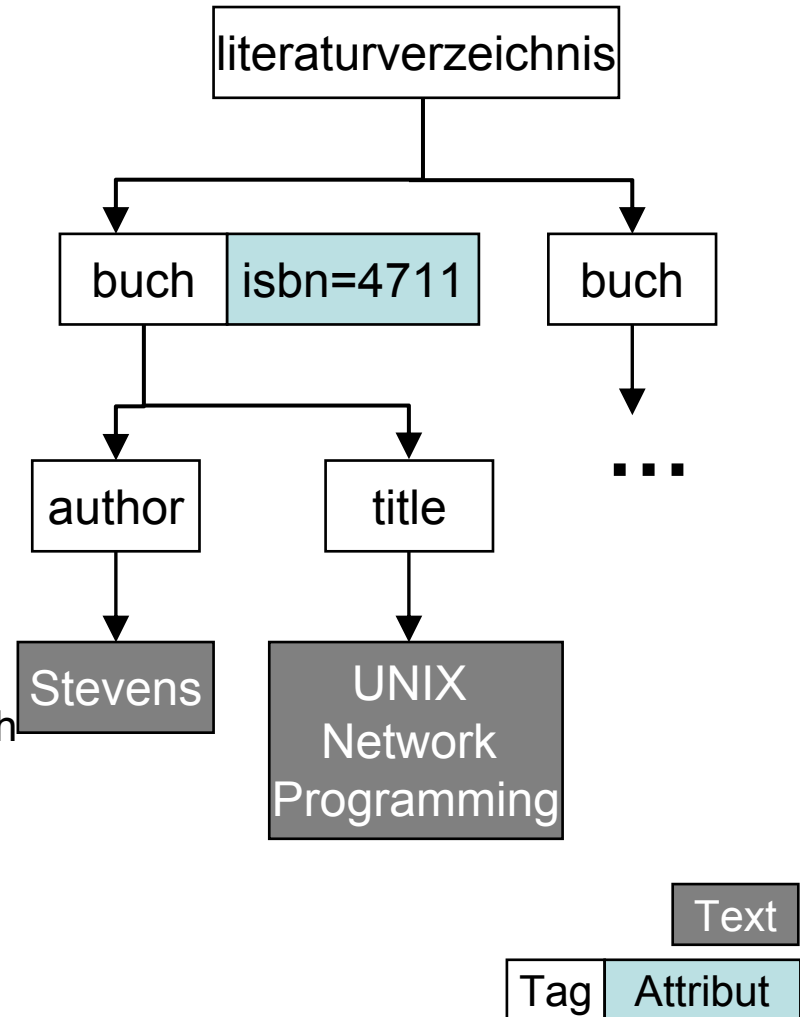 literaturverzeichnis
buch isbn=4711 buch
...
author title
Stevens
h
UNIX
Network
Programming
Text
Tag Attribut